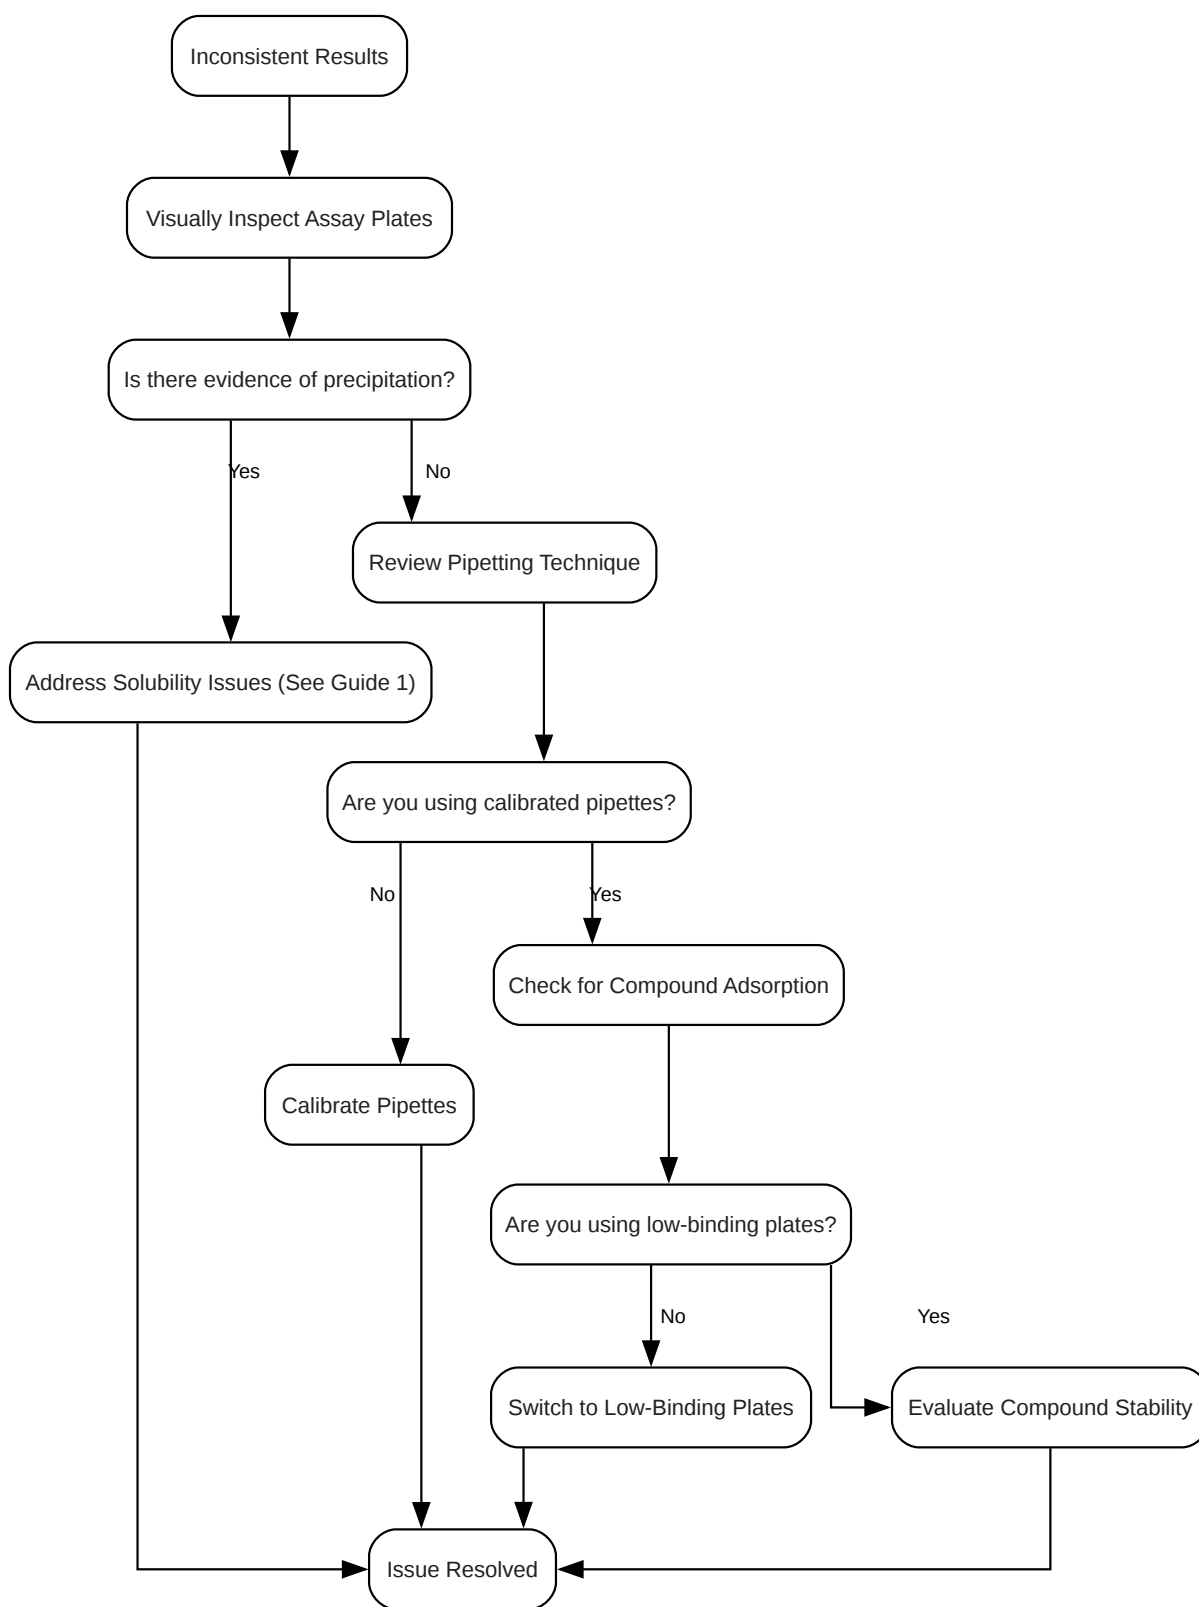 Inconsistent Results
Visually Inspect Assay Plates
Is there evidence of precipitation?
Yes
No
Review Pipetting Technique
Address Solubility Issues (See Guide 1)
Are you using calibrated pipettes?
No
Yes
Check for Compound Adsorption
Calibrate Pipettes
Are you using low-binding plates?
No
Yes
Switch to Low-Binding Plates
Evaluate Compound Stability
Issue Resolved